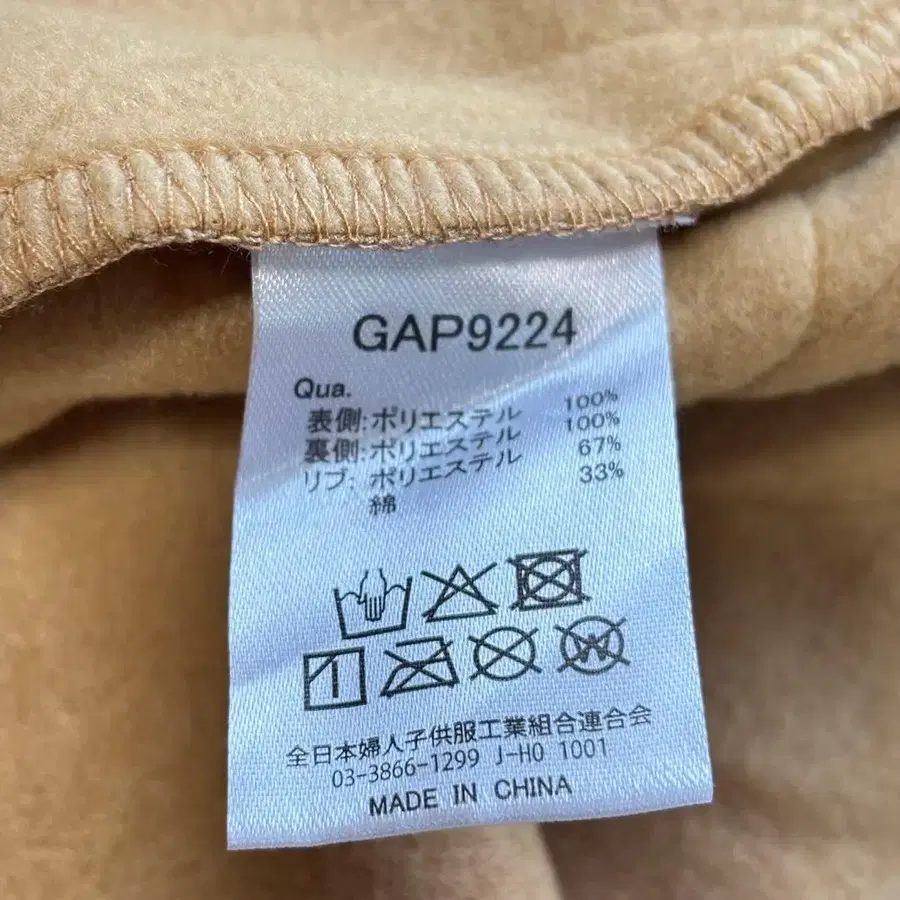 GAP9224
Qua.
表側:ポリエステル 100%
裏側:ポリエステル 100%
リブ: ポリエステル 67%
綿 33%
全日本婦人子供服工業組合連合会
03-3866-1299 J-H0 1001
MADE IN CHINA